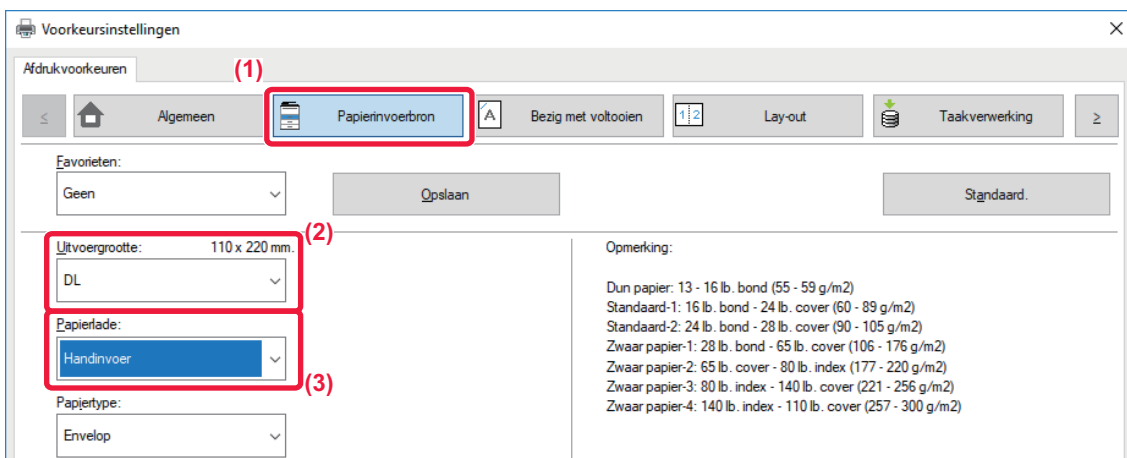 Voorkeursinstellingen
Afdrukvoorkeuren
(1)
< Algemeen Papierinvoerbron A Bezig met voltooien 1 2 Lay-out Taakverwerking >
Favorieten:
Geen Opslaan Standaard.
Uitvoergrootte: 110 x 220 mm. (2)
DL
Papierlade:
Handinvoer
(3)
Papiertype:
Envelop
Opmerking:
Dun papier: 13 - 16 lb. bond (55 - 59 g/m2)
Standaard-1: 16 lb. bond - 24 lb. cover (60 - 89 g/m2)
Standaard-2: 24 lb. bond - 28 lb. cover (90 - 105 g/m2)
Zwaar papier-1: 28 lb. bond - 65 lb. cover (106 - 176 g/m2)
Zwaar papier-2: 65 lb. cover - 80 lb. index (177 - 220 g/m2)
Zwaar papier-3: 80 lb. index - 140 lb. cover (221 - 256 g/m2)
Zwaar papier-4: 140 lb. index - 110 lb. cover (257 - 300 g/m2)